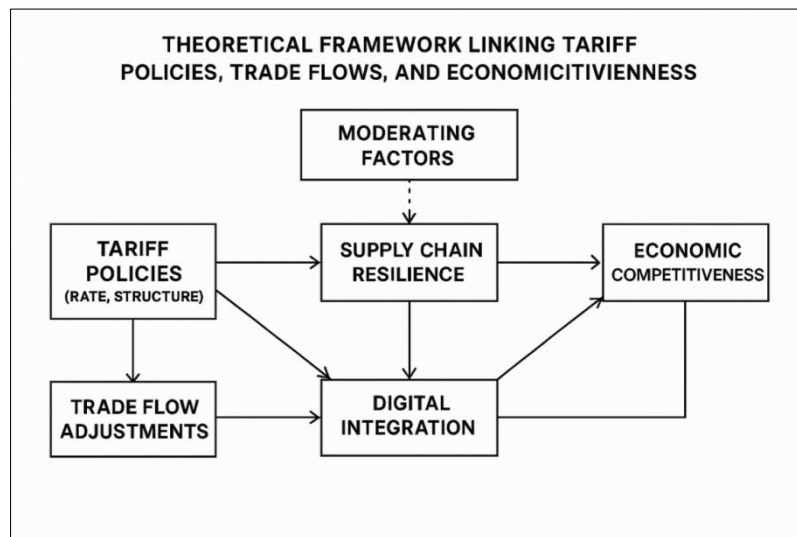 THEORETICAL FRAMEWORK LINKING TARIFF
POLICIES, TRADE FLOWS, AND ECONOMICITIVIENNESS
MODERATING
FACTORS
TARIFF
POLICIES
(RATE, STRUCTURE)
SUPPLY CHAIN
RESILIENCE
ECONOMIC
COMPETITIVENESS
TRADE FLOW
ADJUSTMENTS
DIGITAL
INTEGRATION